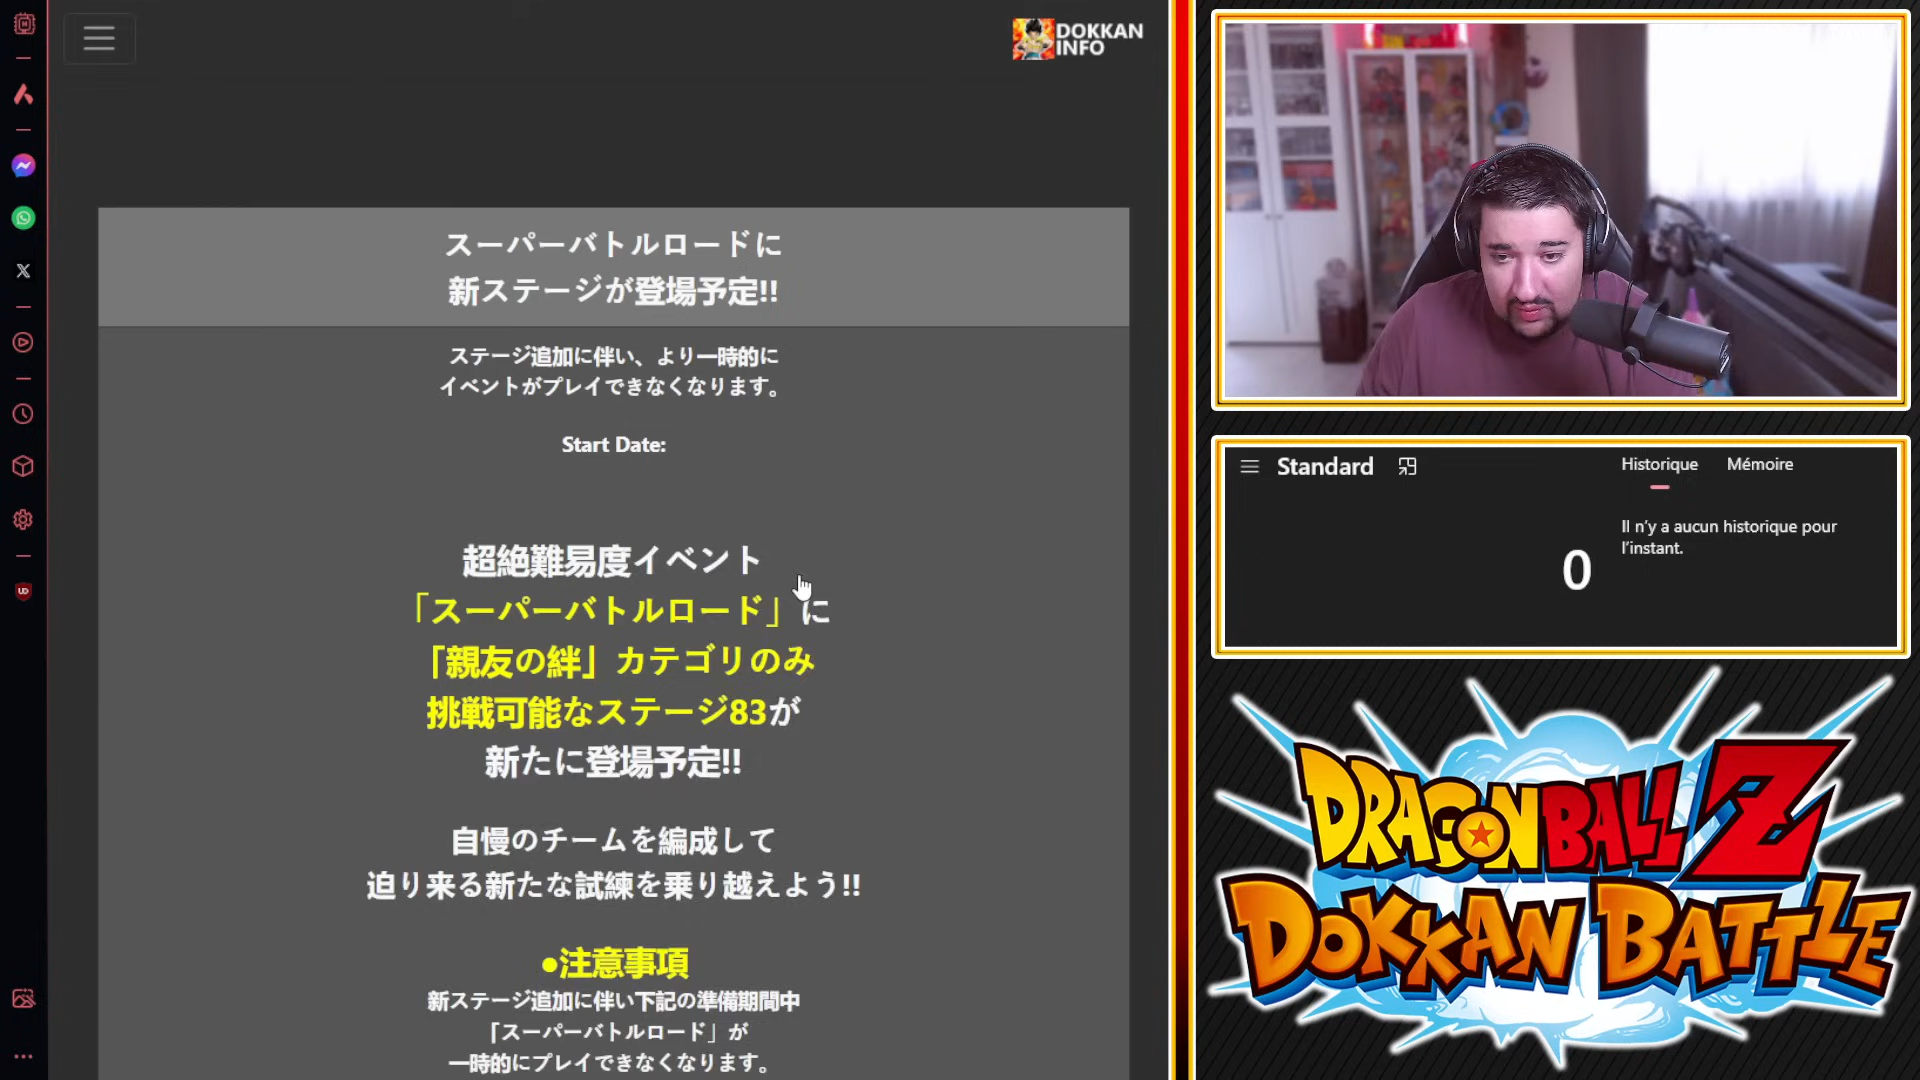 DOKKAN
INFO
スーパーバトルロードに
新ステージが登場予定!!
ステージ追加に伴い、より一時的に
イベントがプレイできなくなります。
Start Date:
超絶難易度イベント
「スーパーバトルロード」に
「親友の絆」カテゴリのみ
挑戦可能なステージ83が
新たに登場予定!!
自慢のチームを編成して
迫り来る新たな試練を乗り越えよう!!
●注意事項
新ステージ追加に伴い下記の準備期間中
「スーパーバトルロード」が
一時的にプレイできなくなります。
Standard
Historique Mémoire
Il n'y a aucun historique pour
l'instant.
0
DRAGON BALL Z
DOKKAN BATTLE